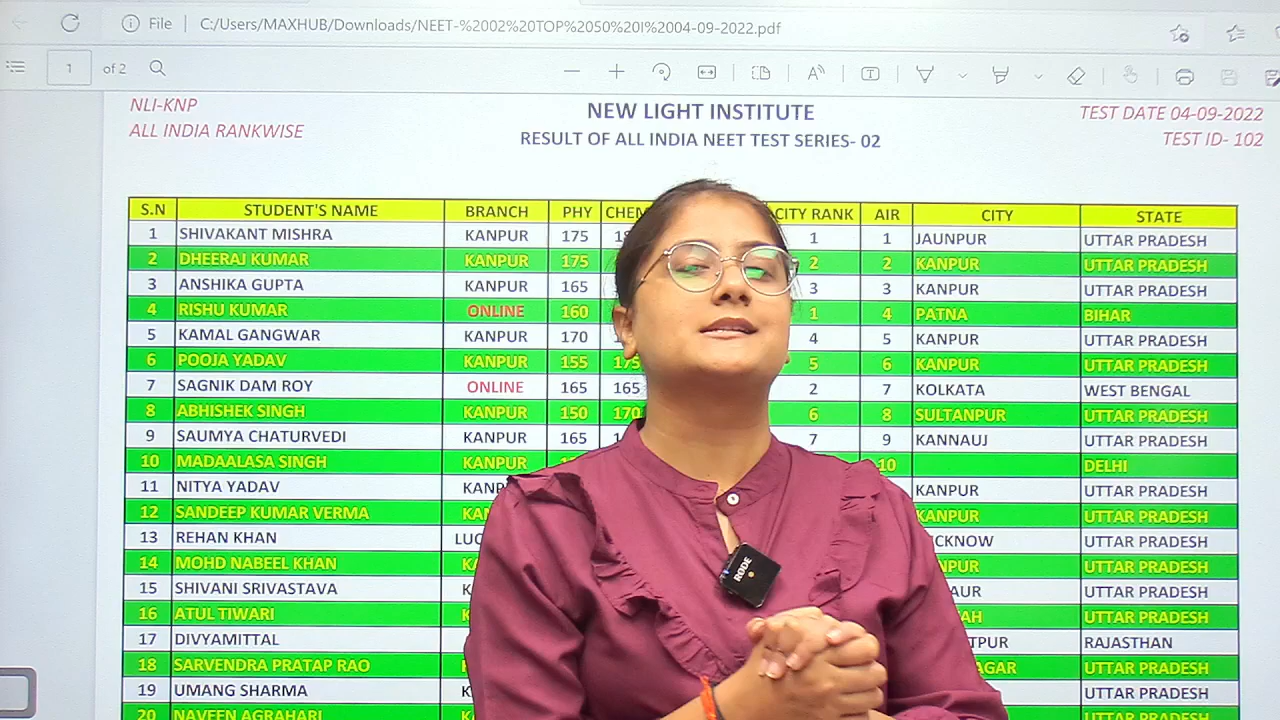 File | C:/Users/MAXHUB/Downloads/NEET-%2002%20TOP%2050%20I%2004-09-2022.pdf
1 of 2
NLI-KNP NEW LIGHT INSTITUTE TEST DATE 04-09-2022
ALL INDIA RANKWISE RESULT OF ALL INDIA NEET TEST SERIES- 02 TEST ID- 102
S.N STUDENT'S NAME BRANCH PHY CHEM CITY RANK AIR CITY STATE
1 SHIVAKANT MISHRA KANPUR 175 1 1 JAUNPUR UTTAR PRADESH
2 DHEERAJ KUMAR KANPUR 175 2 2 KANPUR UTTAR PRADESH
3 ANSHIKA GUPTA KANPUR 165 3 3 KANPUR UTTAR PRADESH
4 RISHU KUMAR ONLINE 160 1 4 PATNA BIHAR
5 KAMAL GANGWAR KANPUR 170 4 5 KANPUR UTTAR PRADESH
6 POOJA YADAV KANPUR 155 175 5 6 KANPUR UTTAR PRADESH
7 SAGNIK DAM ROY ONLINE 165 165 2 7 KOLKATA WEST BENGAL
8 ABHISHEK SINGH KANPUR 150 170 6 8 SULTANPUR UTTAR PRADESH
9 SAUMYA CHATURVEDI KANPUR 165 7 9 KANNAUJ UTTAR PRADESH
10 MADAALASA SINGH KANPUR 10 DELHI
11 NITYA YADAV KANPUR UTTAR PRADESH
12 SANDEEP KUMAR VERMA KANPUR UTTAR PRADESH
13 REHAN KHAN UTTAR PRADESH
14 MOHD NABEEL KHAN UTTAR PRADESH
15 SHIVANI SRIVASTAVA UTTAR PRADESH
16 ATUL TIWARI UTTAR PRADESH
17 DIVYAMITTAL RAJASTHAN
18 SARVENDRA PRATAP RAO UTTAR PRADESH
19 UMANG SHARMA UTTAR PRADESH
20 NAVEEN AGRAHARI UTTAR PRADESH
RODE